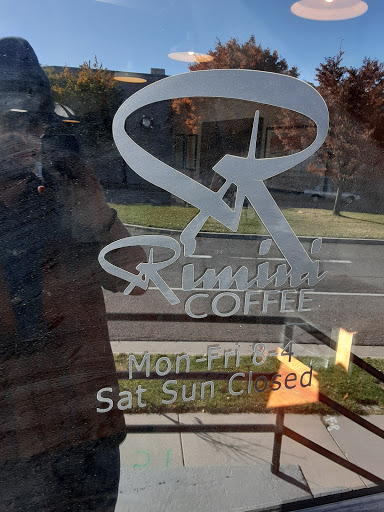 Rimini
COFFEE
Mon-Fri 8-4
Sat Sun Closed